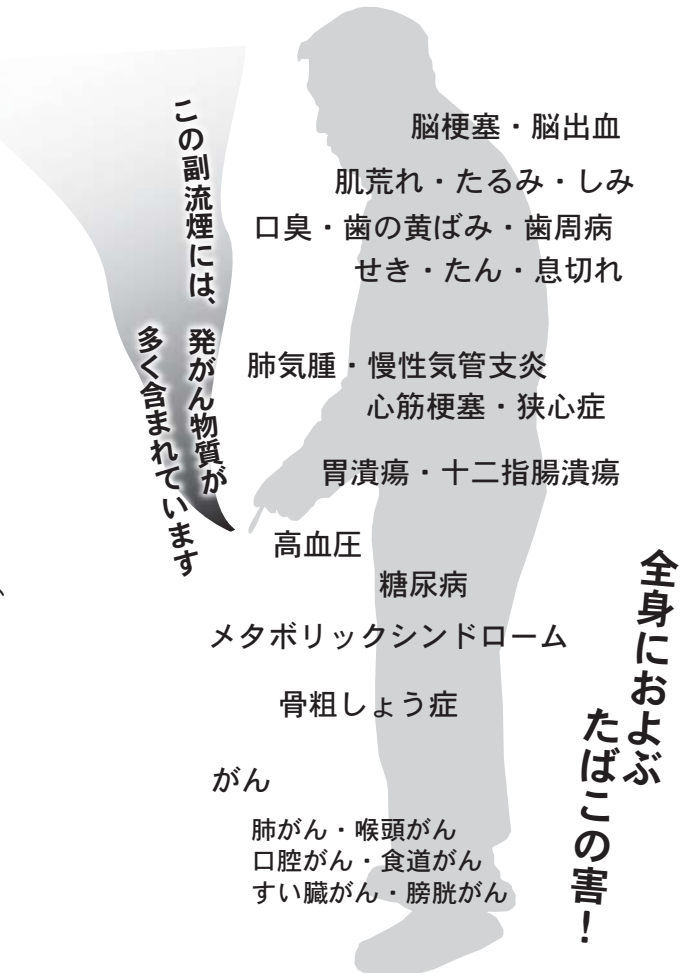 脳梗塞・脳出血
肌荒れ・たるみ・しみ
口臭・歯の黄ばみ・歯周病
せき・たん・息切れ
この副流煙には、発がん物質が
多く含まれています
肺気腫・慢性気管支炎
心筋梗塞・狭心症
胃潰瘍・十二指腸潰瘍
高血圧
糖尿病
メタボリックシンドローム
骨粗しょう症
がん
肺がん・喉頭がん
口腔がん・食道がん
すい臓がん・膀胱がん
全身におよぶ
たばこの害!